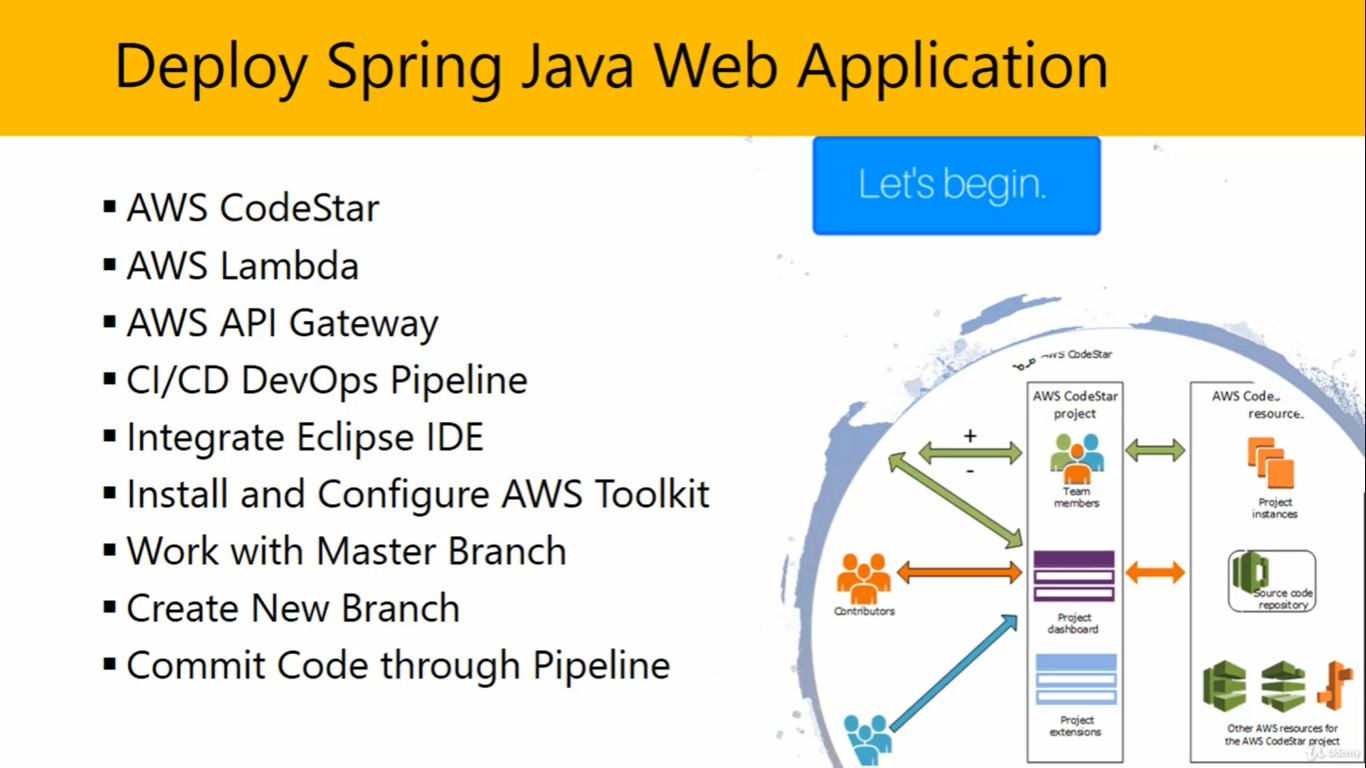 Deploy Spring Java Web Application
Let's begin.
▪ AWS CodeStar
▪ AWS Lambda
▪ AWS API Gateway
▪ CI/CD DevOps Pipeline
▪ Integrate Eclipse IDE
▪ Install and Configure AWS Toolkit
▪ Work with Master Branch
▪ Create New Branch
▪ Commit Code through Pipeline
AWS CodeStar
AWS CodeStar
project
+
-
Team
members
Contributors
Project
dashboard
Project
extensions
AWS
resource
Project
instances
Source code
repository
Other AWS resources for
the AWS CodeStar project
Udemy